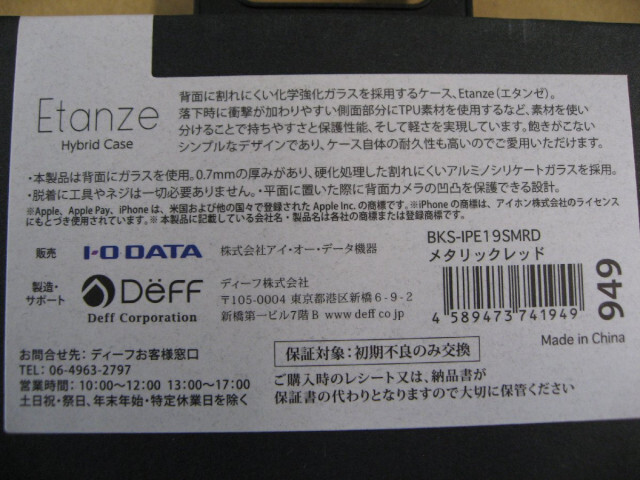 Etanze
Hybrid Case
背面に割れにくい化学強化ガラスを採用するケース、Etanze（エタンゼ）。
落下時に衝撃が加わりやすい側面部分にTPU素材を使用するなど、素材を使い
分けることで持ちやすさと保護性能、そして軽さを実現しています。飽きがこない
シンプルなデザインであり、ケース自体の耐久性も高いのでご愛用いただけます。
・本製品は背面にガラスを使用。0.7mmの厚みがあり、硬化処理した割れにくいアルミノシリケートガラスを採用。
・脱着に工具やネジは一切必要ありません。・平面に置いた際に背面カメラの凹凸を保護できる設計。
※Apple、Apple Pay、iPhone は、米国および他の国々で登録された Apple Inc. の商標です。※iPhone の商標は、アイホン株式会社のライセンス
にもとづき使用されています。※ 本製品に記載している会社名・製品名は各社の商標または登録商標です。
販売 I-O DATA 株式会社アイ・オー・データ機器
製造・
サポート
DëFF
Deff Corporation
ディーフ株式会社
〒105-0004 東京都港区新橋6-9-2
新橋第一ビル7階B www.deff.co.jp
BKS-IPE19SMRD
メタリックレッド
4 589473 741949
949
Made in China
お問合せ先：ディーフお客様窓口
TEL: 06-4963-2797
営業時間：10:00～12:00 13:00～17:00
土日祝・祭日、年末年始・特定休業日を除く
保証対象：初期不良のみ交換
ご購入時のレシート又は、納品書が
保証書の代わりとなりますので大切に保管ください